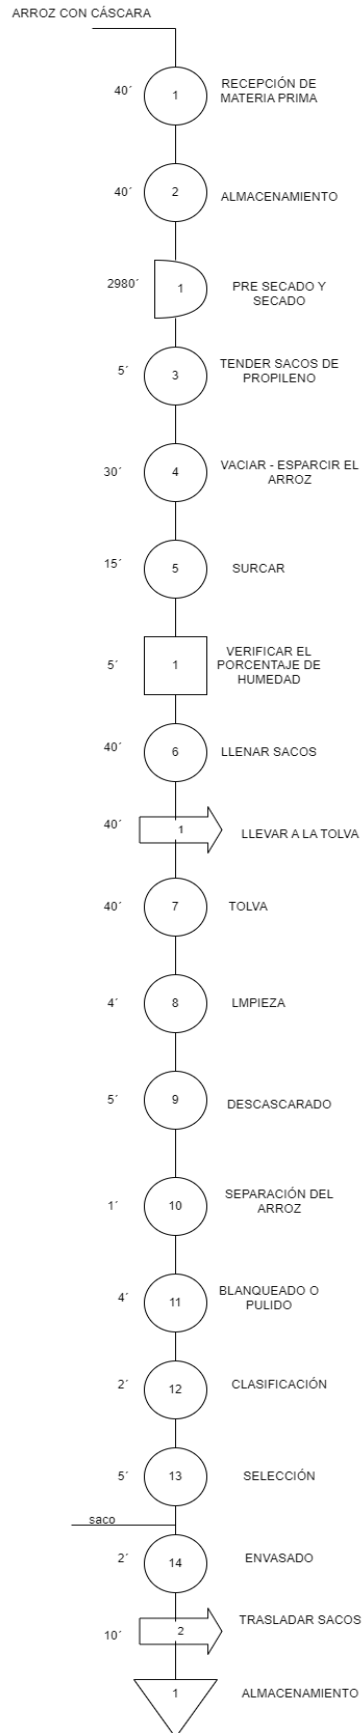 ARROZ CON CÁSCARA
40´
1
RECEPCIÓN DE
MATERIA PRIMA
40´
2
ALMACENAMIENTO
2980´
1
PRE SECADO Y
SECADO
5´
3
TENDER SACOS DE
PROPILENO
30´
4
VACIAR - ESPARCIR EL
ARROZ
15´
5
SURCAR
5´
1
VERIFICAR EL
PORCENTAJE DE
HUMEDAD
40´
6
LLENAR SACOS
40´
1
LLEVAR A LA TOLVA
40´
7
TOLVA
4´
8
LMPIEZA
5´
9
DESCASCARADO
1´
10
SEPARACIÓN DEL
ARROZ
4´
11
BLANQUEADO O
PULIDO
2´
12
CLASIFICACIÓN
5´
13
SELECCIÓN
saco
2´
14
ENVASADO
10´
2
TRASLADAR SACOS
1
ALMACENAMIENTO